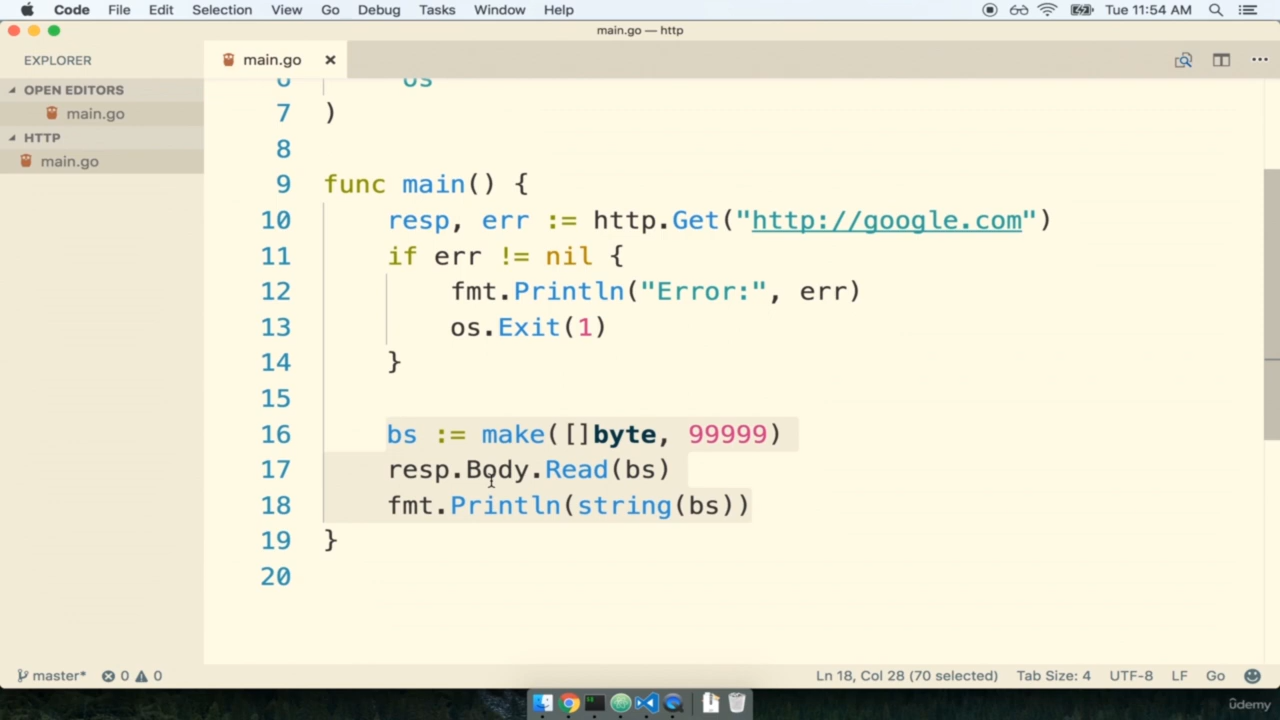 Code File Edit Selection View Go Debug Tasks Window Help Tue 11:54 AM
main.go — http
EXPLORER
main.go
OPEN EDITORS
main.go
HTTP
main.go
6 os
7 )
8
9 func main() {
10 resp, err := http.Get("http://google.com")
11 if err != nil {
12 fmt.Println("Error:", err)
13 os.Exit(1)
14 }
15
16 bs := make([]byte, 99999)
17 resp.Body.Read(bs)
18 fmt.Println(string(bs))
19 }
20
master* 0 0 Ln 18, Col 28 (70 selected) Tab Size: 4 UTF-8 LF Go
udemy